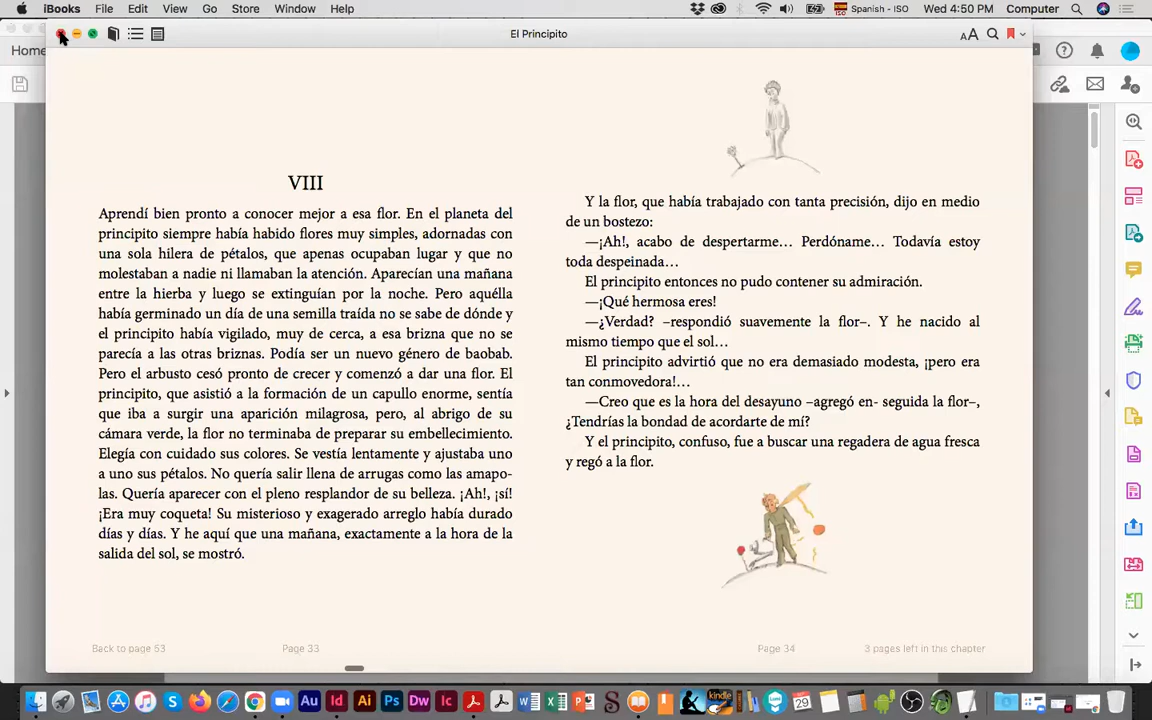 iBooks File Edit View Go Store Window Help
Spanish - ISO Wed 4:50 PM Computer
Home
El Principito
AA
VIII
Aprendí bien pronto a conocer mejor a esa flor. En el planeta del
principito siempre había habido flores muy simples, adornadas con
una sola hilera de pétalos, que apenas ocupaban lugar y que no
molestaban a nadie ni llamaban la atención. Aparecían una mañana
entre la hierba y luego se extinguían por la noche. Pero aquélla
había germinado un día de una semilla traída no se sabe de dónde y
el principito había vigilado, muy de cerca, a esa brizna que no se
parecía a las otras briznas. Podía ser un nuevo género de baobab.
Pero el arbusto cesó pronto de crecer y comenzó a dar una flor. El
principito, que asistió a la formación de un capullo enorme, sentía
que iba a surgir una aparición milagrosa, pero, al abrigo de su
cámara verde, la flor no terminaba de preparar su embellecimiento.
Elegía con cuidado sus colores. Se vestía lentamente y ajustaba uno
a uno sus pétalos. No quería salir llena de arrugas como las amapo-
las. Quería aparecer con el pleno resplandor de su belleza. ¡Ah!, ¡sí!
¡Era muy coqueta! Su misterioso y exagerado arreglo había durado
días y días. Y he aquí que una mañana, exactamente a la hora de la
salida del sol, se mostró.
Y la flor, que había trabajado con tanta precisión, dijo en medio
de un bostezo:
—¡Ah!, acabo de despertarme… Perdóname… Todavía estoy
toda despeinada…
El principito entonces no pudo contener su admiración.
—¡Qué hermosa eres!
—¿Verdad? –respondió suavemente la flor–. Y he nacido al
mismo tiempo que el sol…
El principito advirtió que no era demasiado modesta, ¡pero era
tan conmovedora!…
—Creo que es la hora del desayuno –agregó en- seguida la flor–,
¿Tendrías la bondad de acordarte de mí?
Y el principito, confuso, fue a buscar una regadera de agua fresca
y regó a la flor.
Back to page 53
Page 33
Page 34
3 pages left in this chapter
Au Id Ai Ps Dw Ic
kindle
29